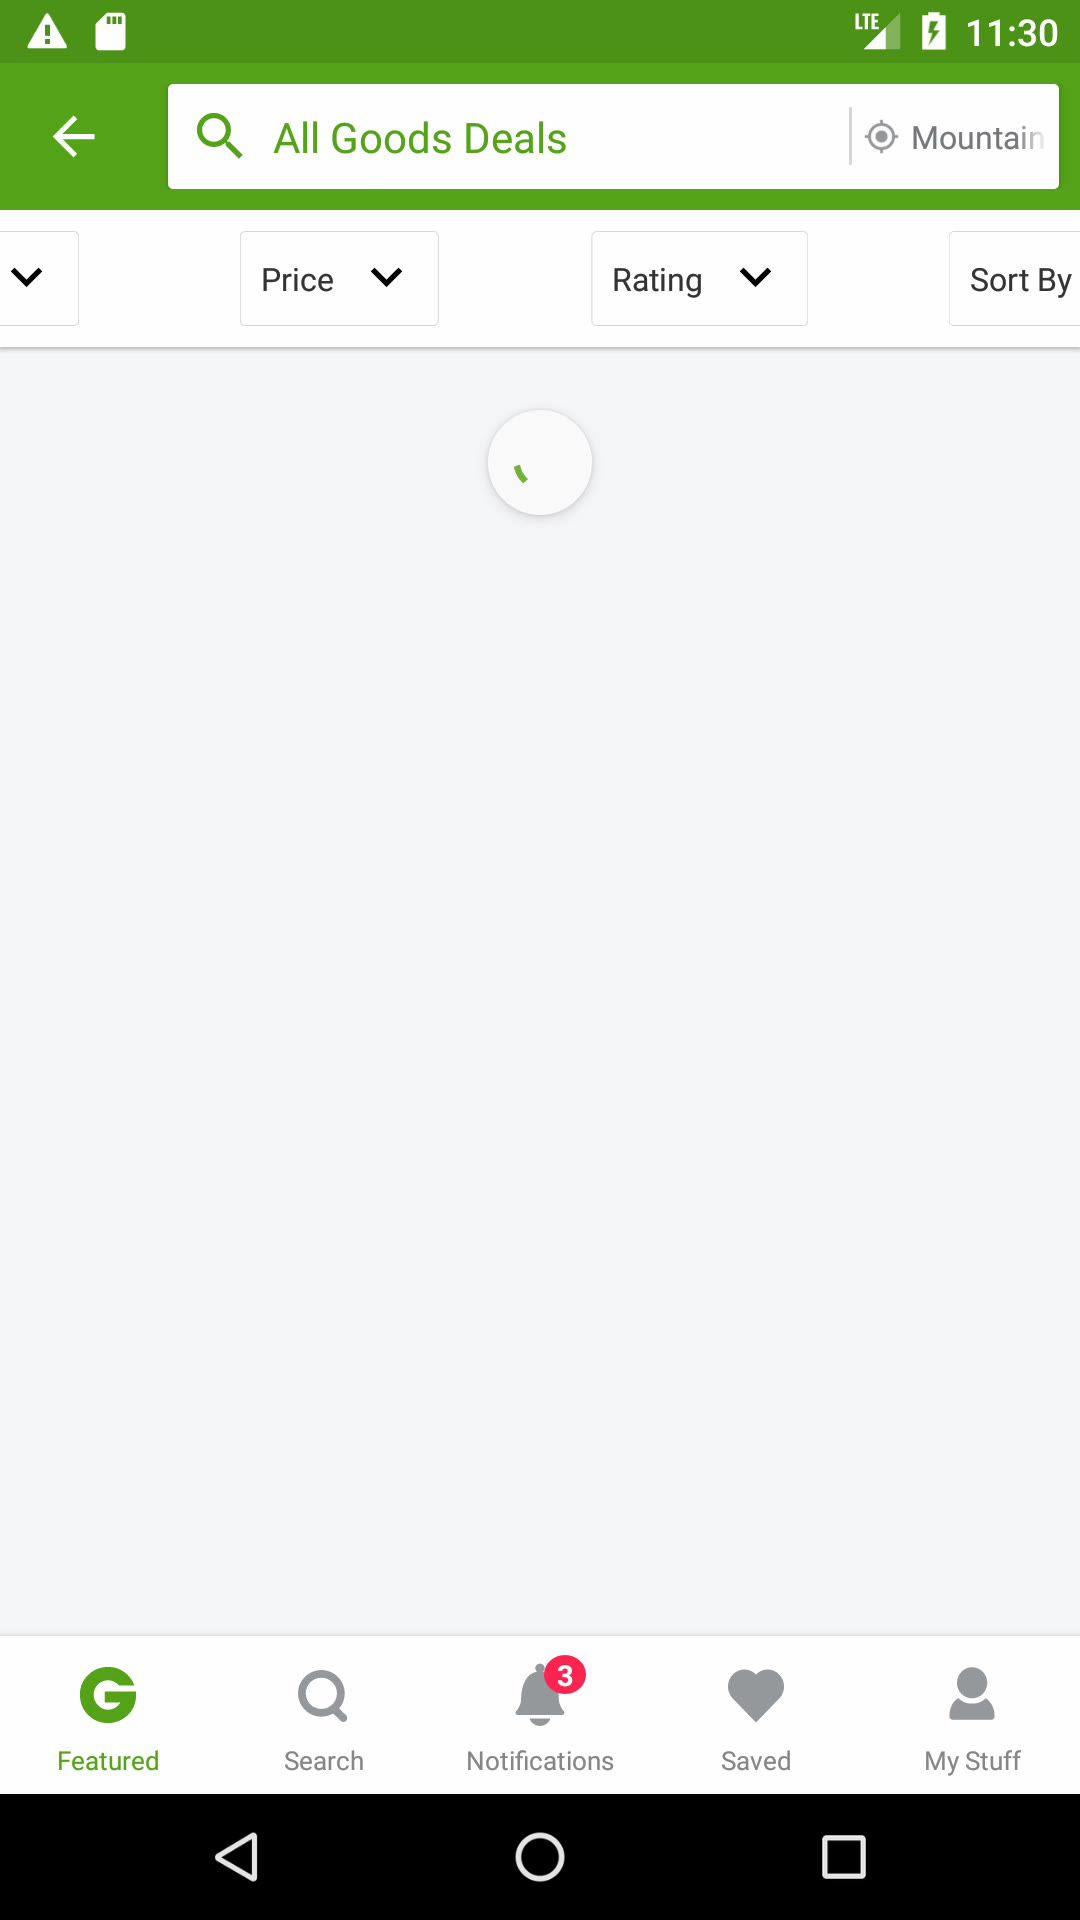 LTE 11:30
All Goods Deals
Mountain
Price
Rating
Sort By
3
Featured
Search
Notifications
Saved
My Stuff